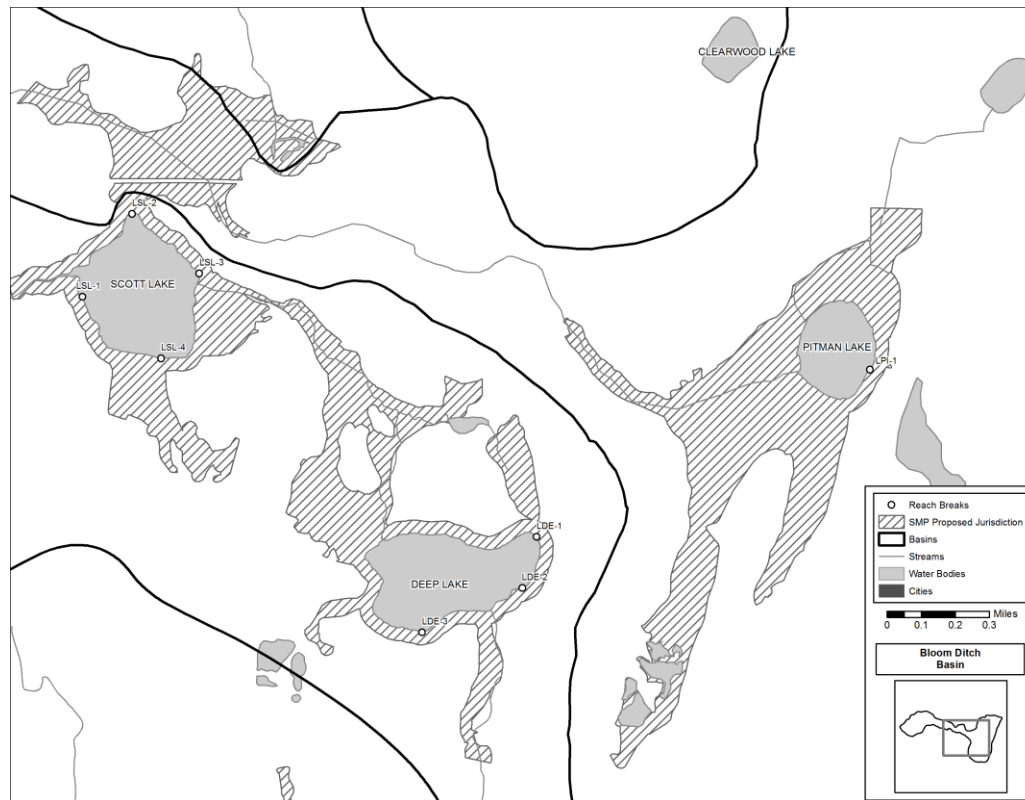 CLEARWOOD LAKE
LSL-2
LSL-3
SCOTT LAKE
LSL-1
LSL-4
PITMAN LAKE
LPI-1
LDE-1
DEEP LAKE
LDE-2
LDE-3
Reach Breaks
SMP Proposed Jurisdiction
Basins
Streams
Water Bodies
Cities
Miles
0 0.1 0.2 0.3
Bloom Ditch
Basin